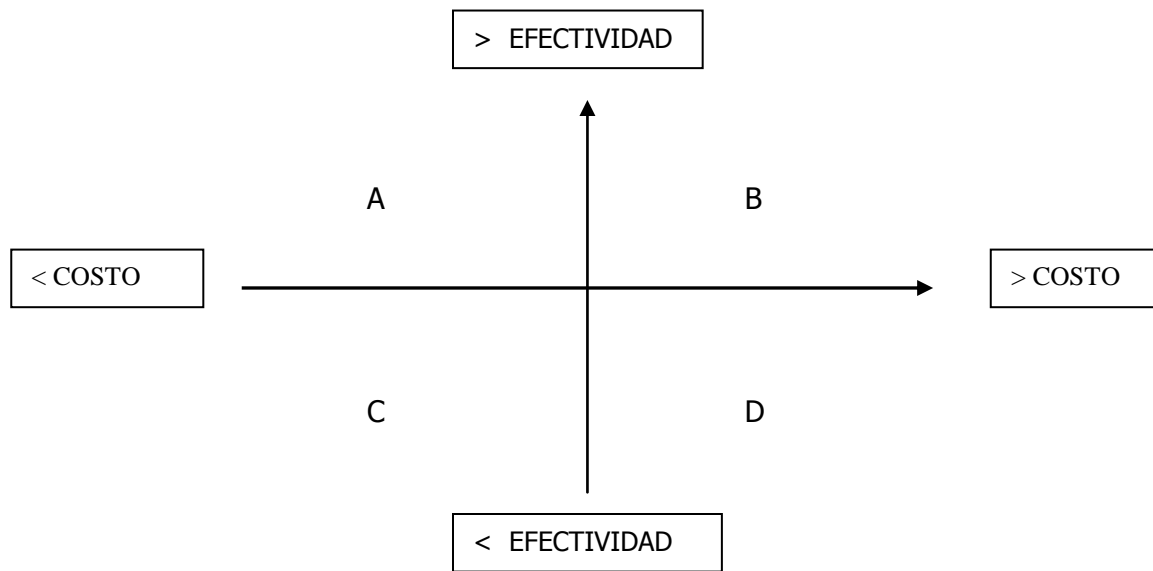 > EFECTIVIDAD
A
B
< COSTO
> COSTO
C
D
< EFECTIVIDAD